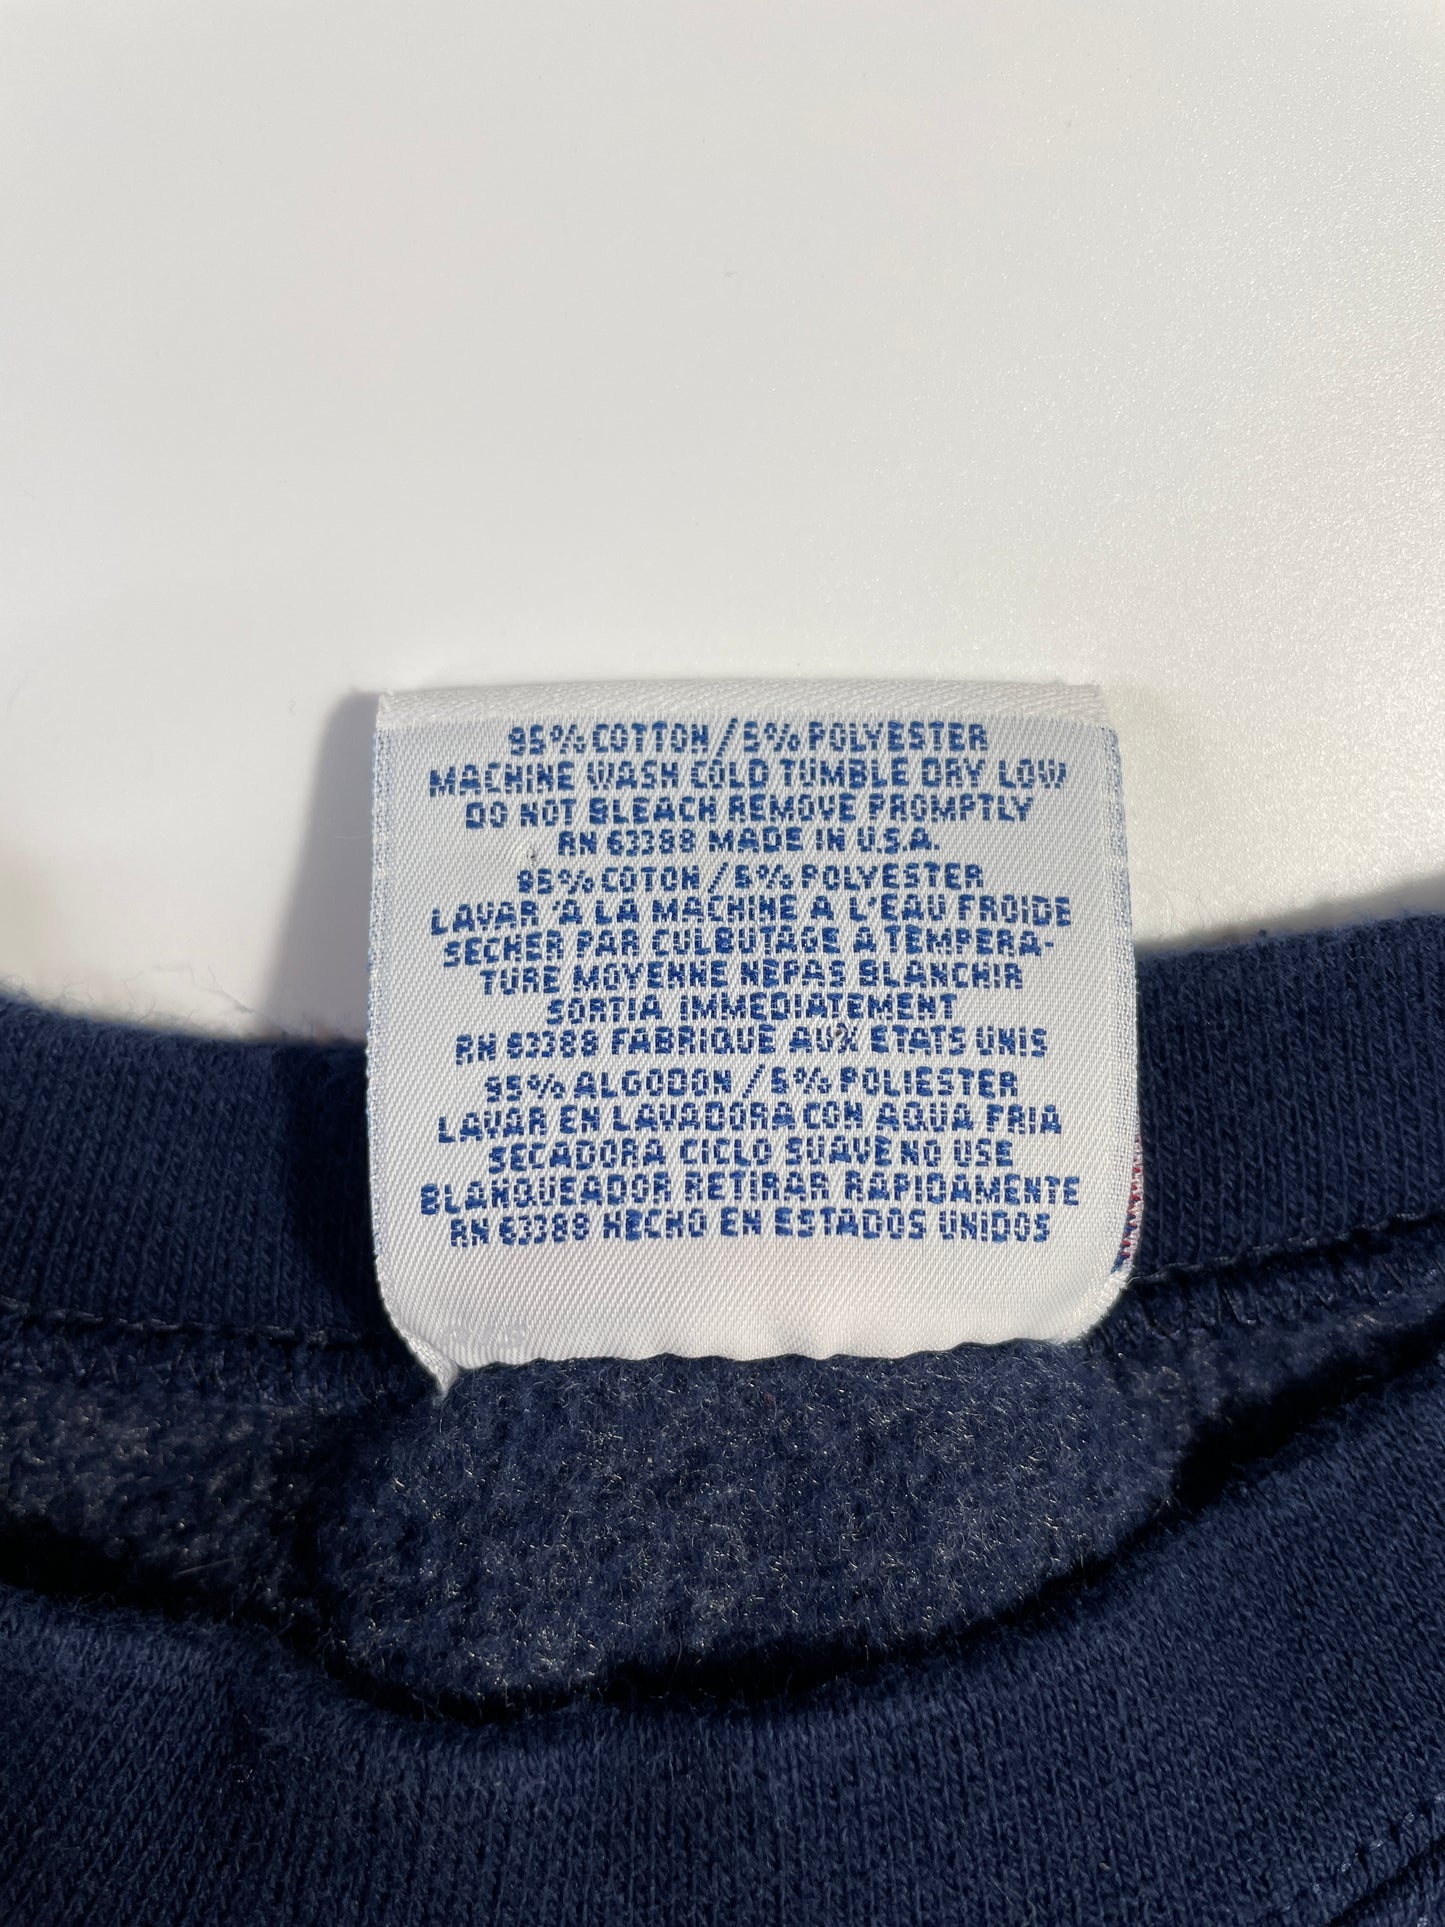 95% COTTON / 5% POLYESTER
MACHINE WASH COLD TUMBLE DRY LOW
DO NOT BLEACH REMOVE PROMPTLY
RN 63388 MADE IN U.S.A.
95% COTON / 5% POLYESTER
LAVAR 'A LA MACHINE A L'EAU FROIDE
SECHER PAR CULBUTAGE A TEMPERA-
TURE MOYENNE NEPAS BLANCHIR
SORTIA IMMEDIATEMENT
RN 63388 FABRIQUE AUX ETATS UNIS
95% ALGODON / 5% POLIESTER
LAVAR EN LAVADORA CON AQUA FRIA
SECADORA CICLO SUAVE NO USE
BLANQUEADOR RETIRAR RAPIDAMENTE
RN 63388 HECHO EN ESTADOS UNIDOS